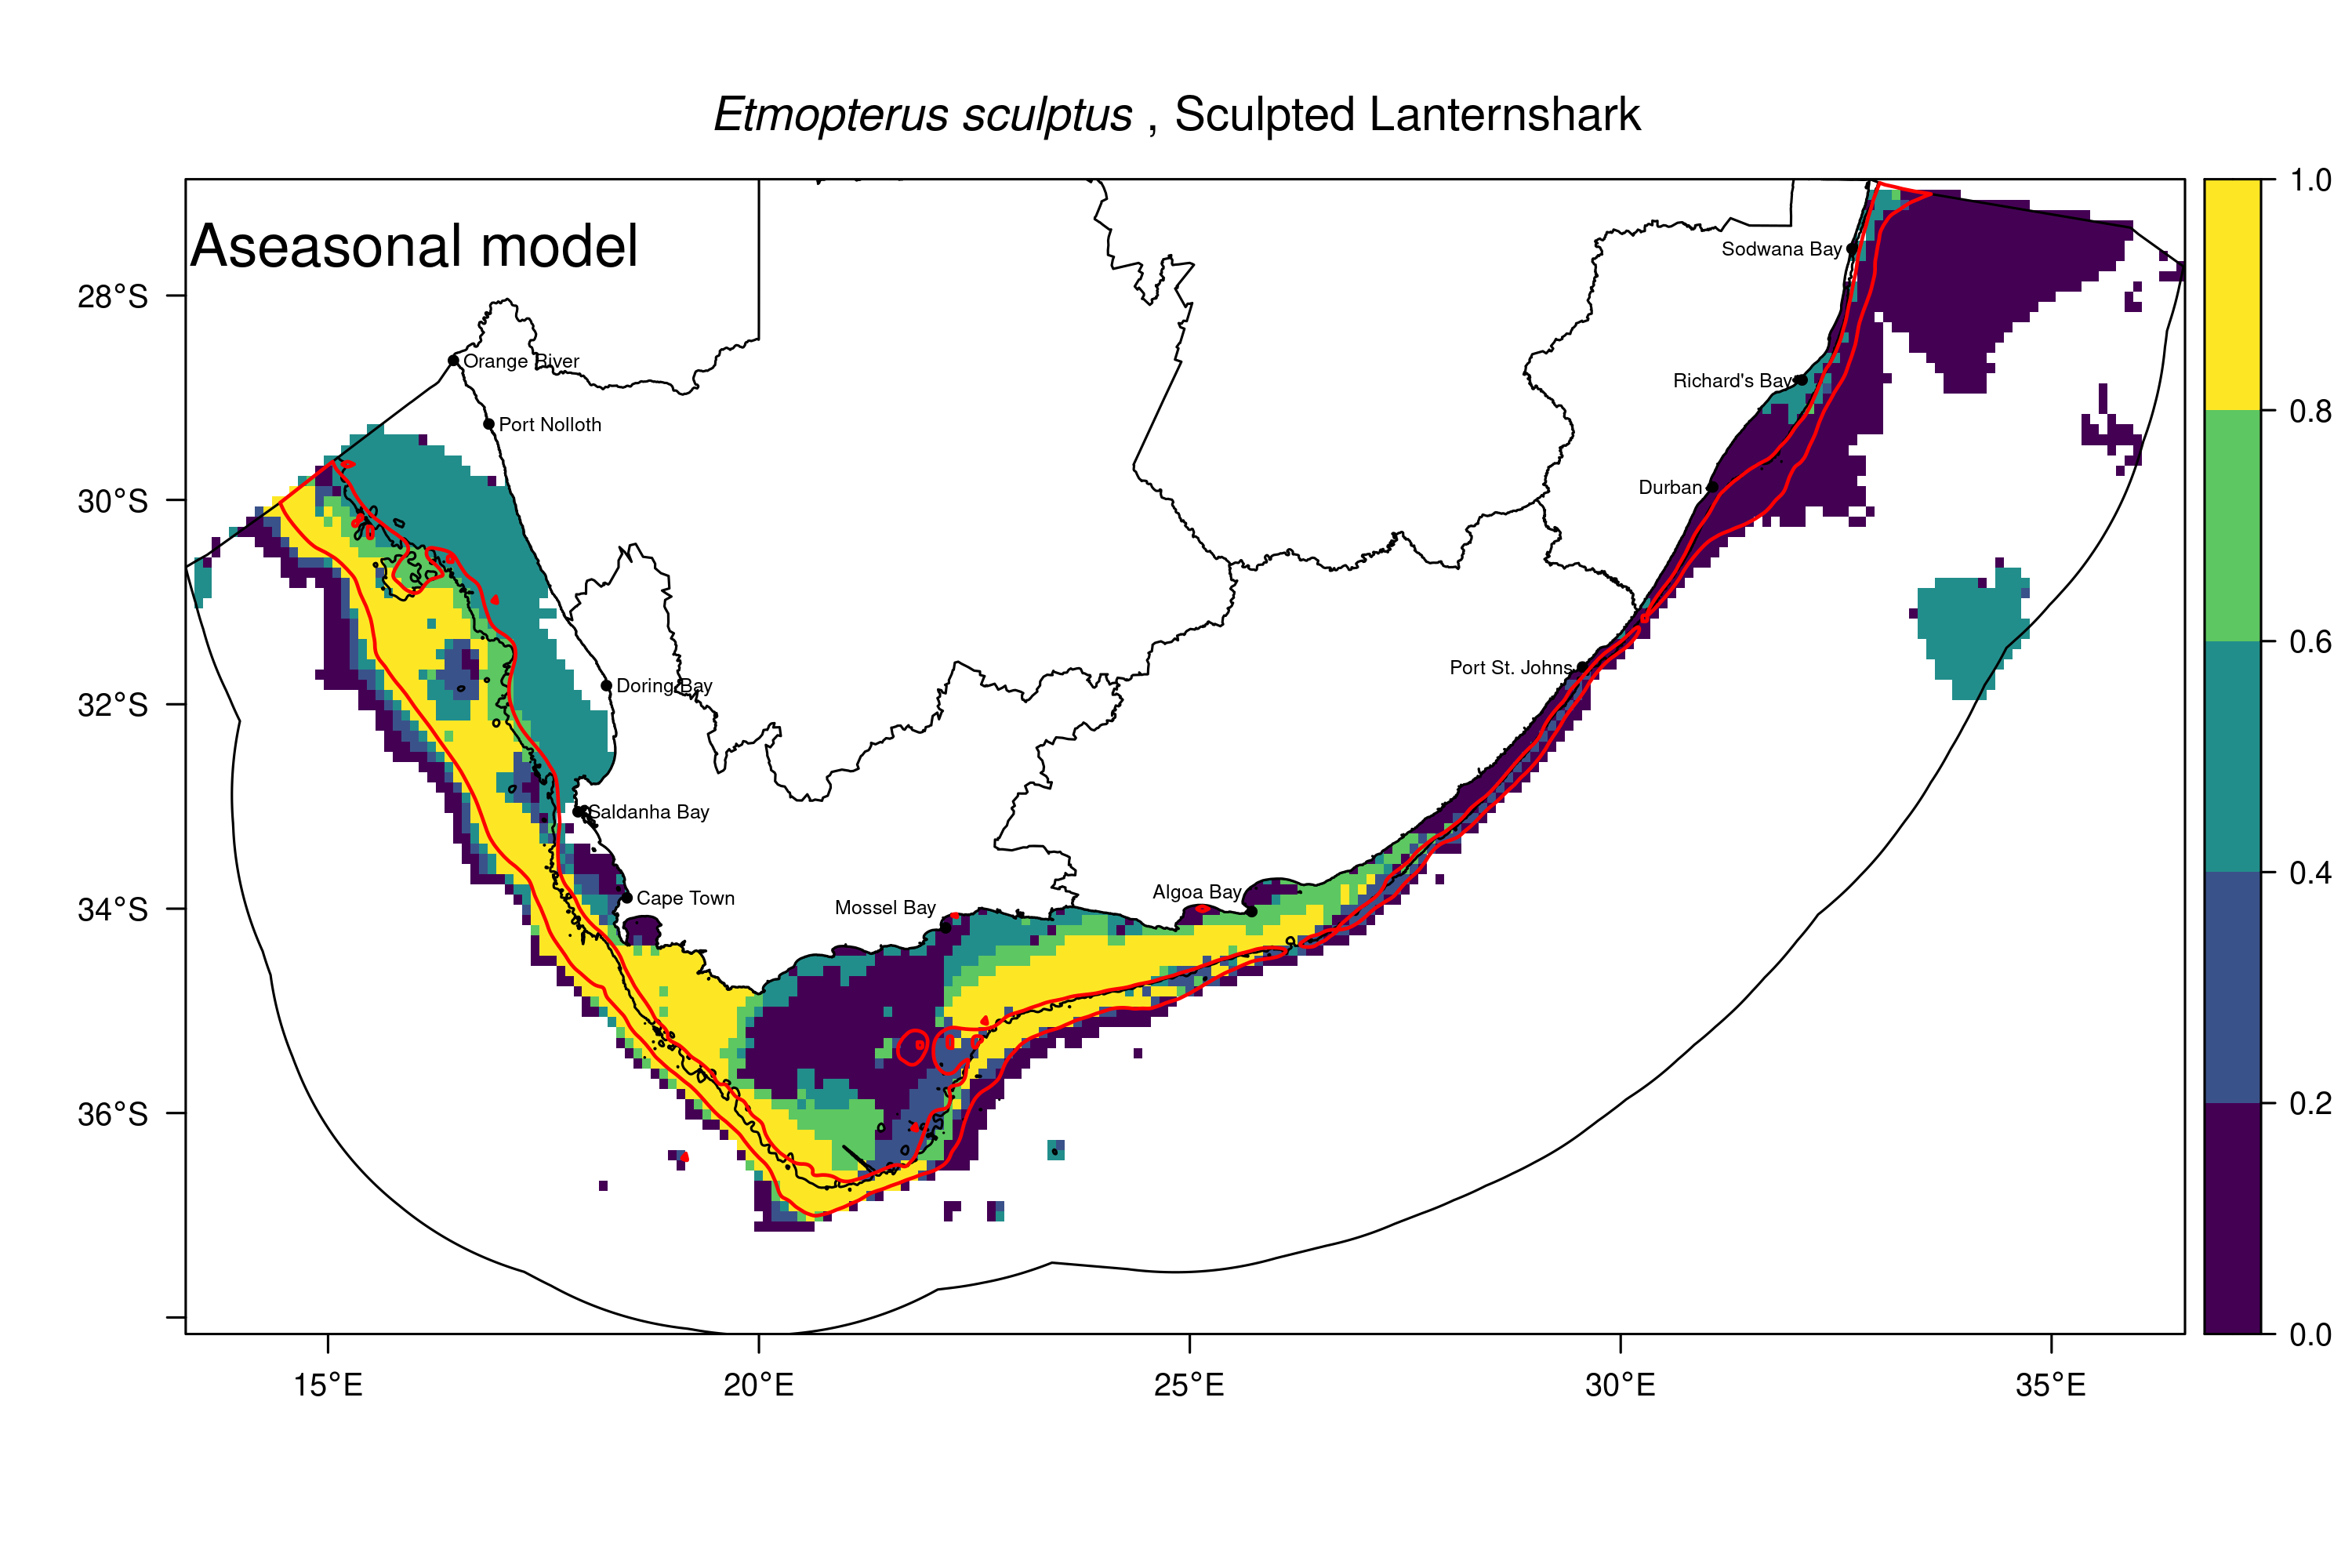 Etmopterus sculptus , Sculpted Lanternshark
Aseasonal model
Sodwana Bay
Orange River
Richard's Bay
Port Nolloth
Durban
Port St. Johns
Doring Bay
Saldanha Bay
Algoa Bay
Cape Town
Mossel Bay
28°S
30°S
32°S
34°S
36°S
15°E
20°E
25°E
30°E
35°E
1.0
0.8
0.6
0.4
0.2
0.0